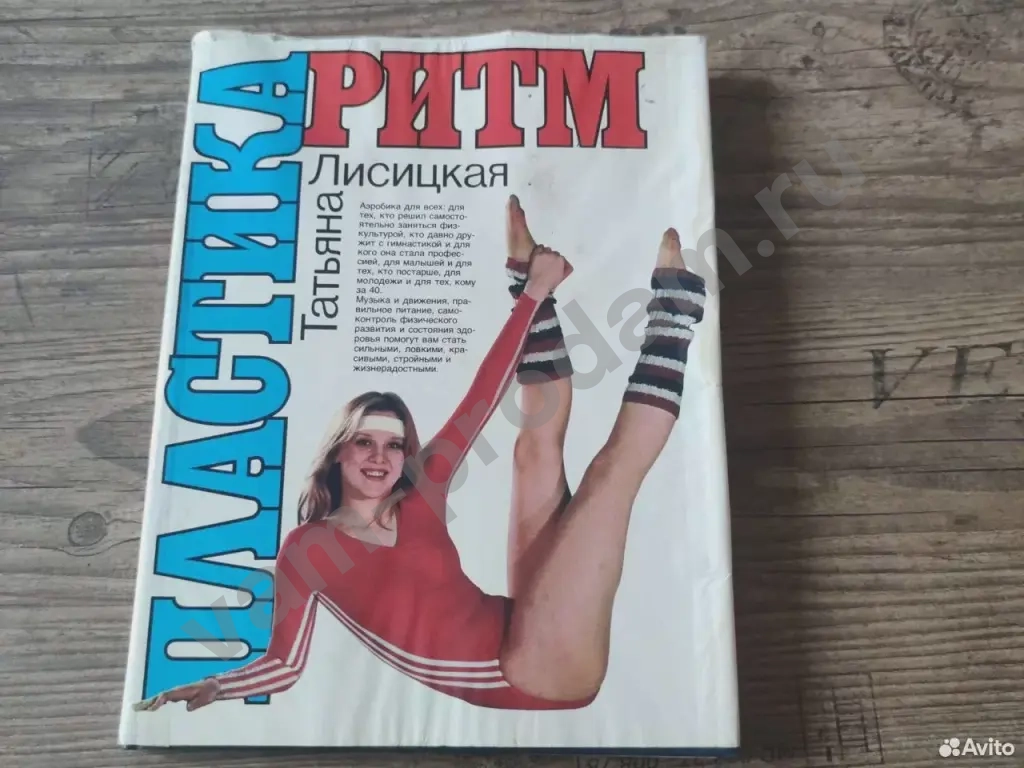 ПЛАСТИКА
РИТМ
Татьяна
Лисицкая
Аэробика для всех: для
тех, кто решил самосто-
ятельно заняться физ-
культурой, кто давно дру-
жит с гимнастикой и для
кого она стала профес-
сией, для малышей и для
тех, кто постарше, для
молодежи и для тех, кому
за 40.
Музыка и движения, пра-
вильное питание, само-
контроль физического
развития и состояния здо-
ровья помогут вам стать
сильными, ловкими, кра-
сивыми, стройными и
жизнерадостными.
vam-prodam.ru
Avito